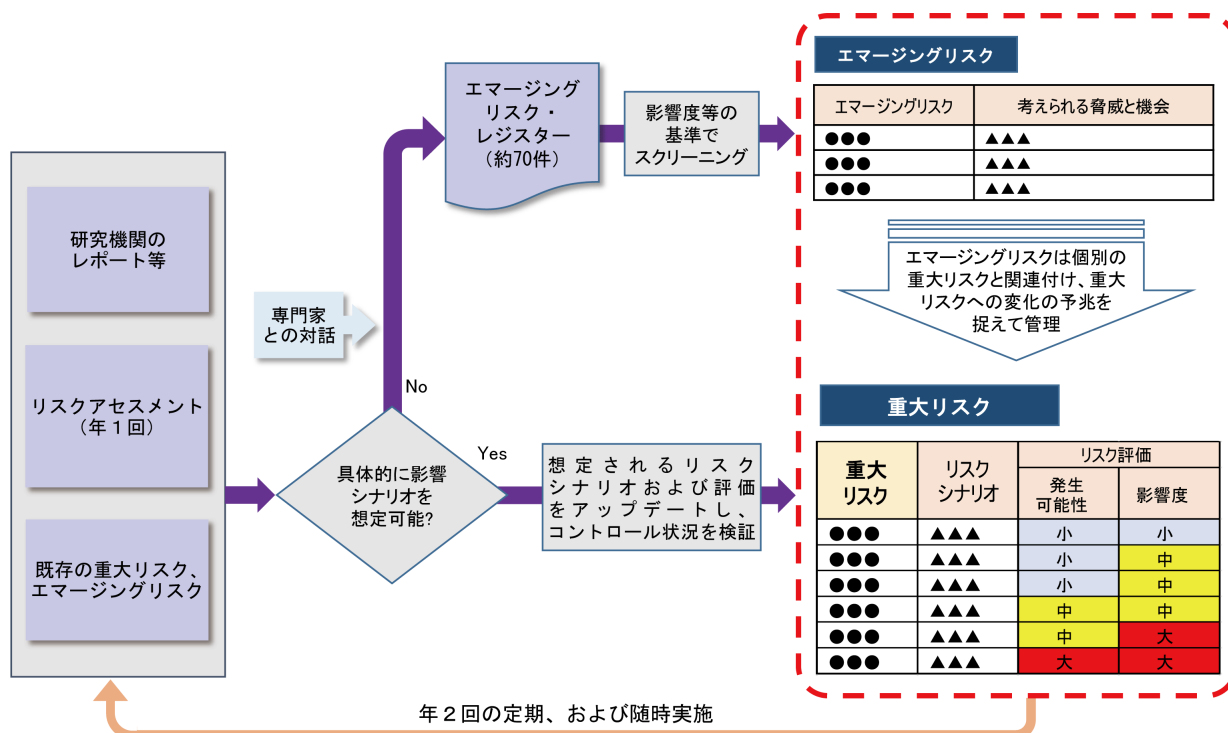 研究機関の
レポート等
リスクアセスメント
（年１回）
既存の重大リスク、
エマージングリスク
専門家
との対話
具体的に影響
シナリオを
想定可能?
No
Yes
エマージング
リスク・
レジスター
（約70件）
影響度等の
基準で
スクリーニング
想定されるリスク
シナリオおよび評価
をアップデートし、
コントロール状況を検証
エマージングリスク
エマージングリスク 考えられる脅威と機会
●●● ▲▲▲
●●● ▲▲▲
●●● ▲▲▲
エマージングリスクは個別の
重大リスクと関連付け、重大
リスクへの変化の予兆を
捉えて管理
重大リスク
重大
リスク
リスク
シナリオ
リスク評価
発生
可能性
影響度
●●● ▲▲▲ 小 小
●●● ▲▲▲ 小 中
●●● ▲▲▲ 小 中
●●● ▲▲▲ 中 中
●●● ▲▲▲ 中 大
●●● ▲▲▲ 大 大
年２回の定期、および随時実施